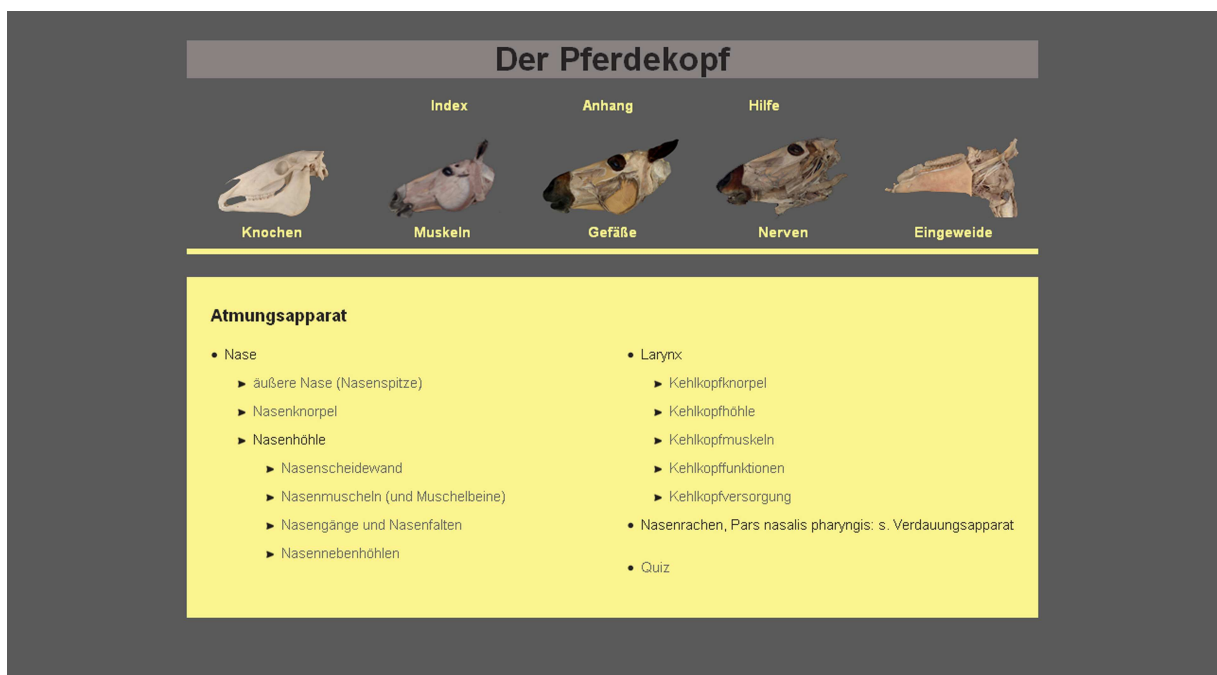 Der Pferdekopf
Index Anhang Hilfe
Knochen Muskeln Gefäße Nerven Eingeweide
Atmungsapparat
Nase
äußere Nase (Nasenspitze)
Nasenknorpel
Nasenhöhle
Nasenscheidewand
Nasenmuscheln (und Muschelbeine)
Nasengänge und Nasenfalten
Nasennebenhöhlen
Larynx
Kehlkopfknorpel
Kehlkopfhöhle
Kehlkopfmuskeln
Kehlkopffunktionen
Kehlkopfversorgung
Nasenrachen, Pars nasalis pharyngis: s. Verdauungsapparat
Quiz